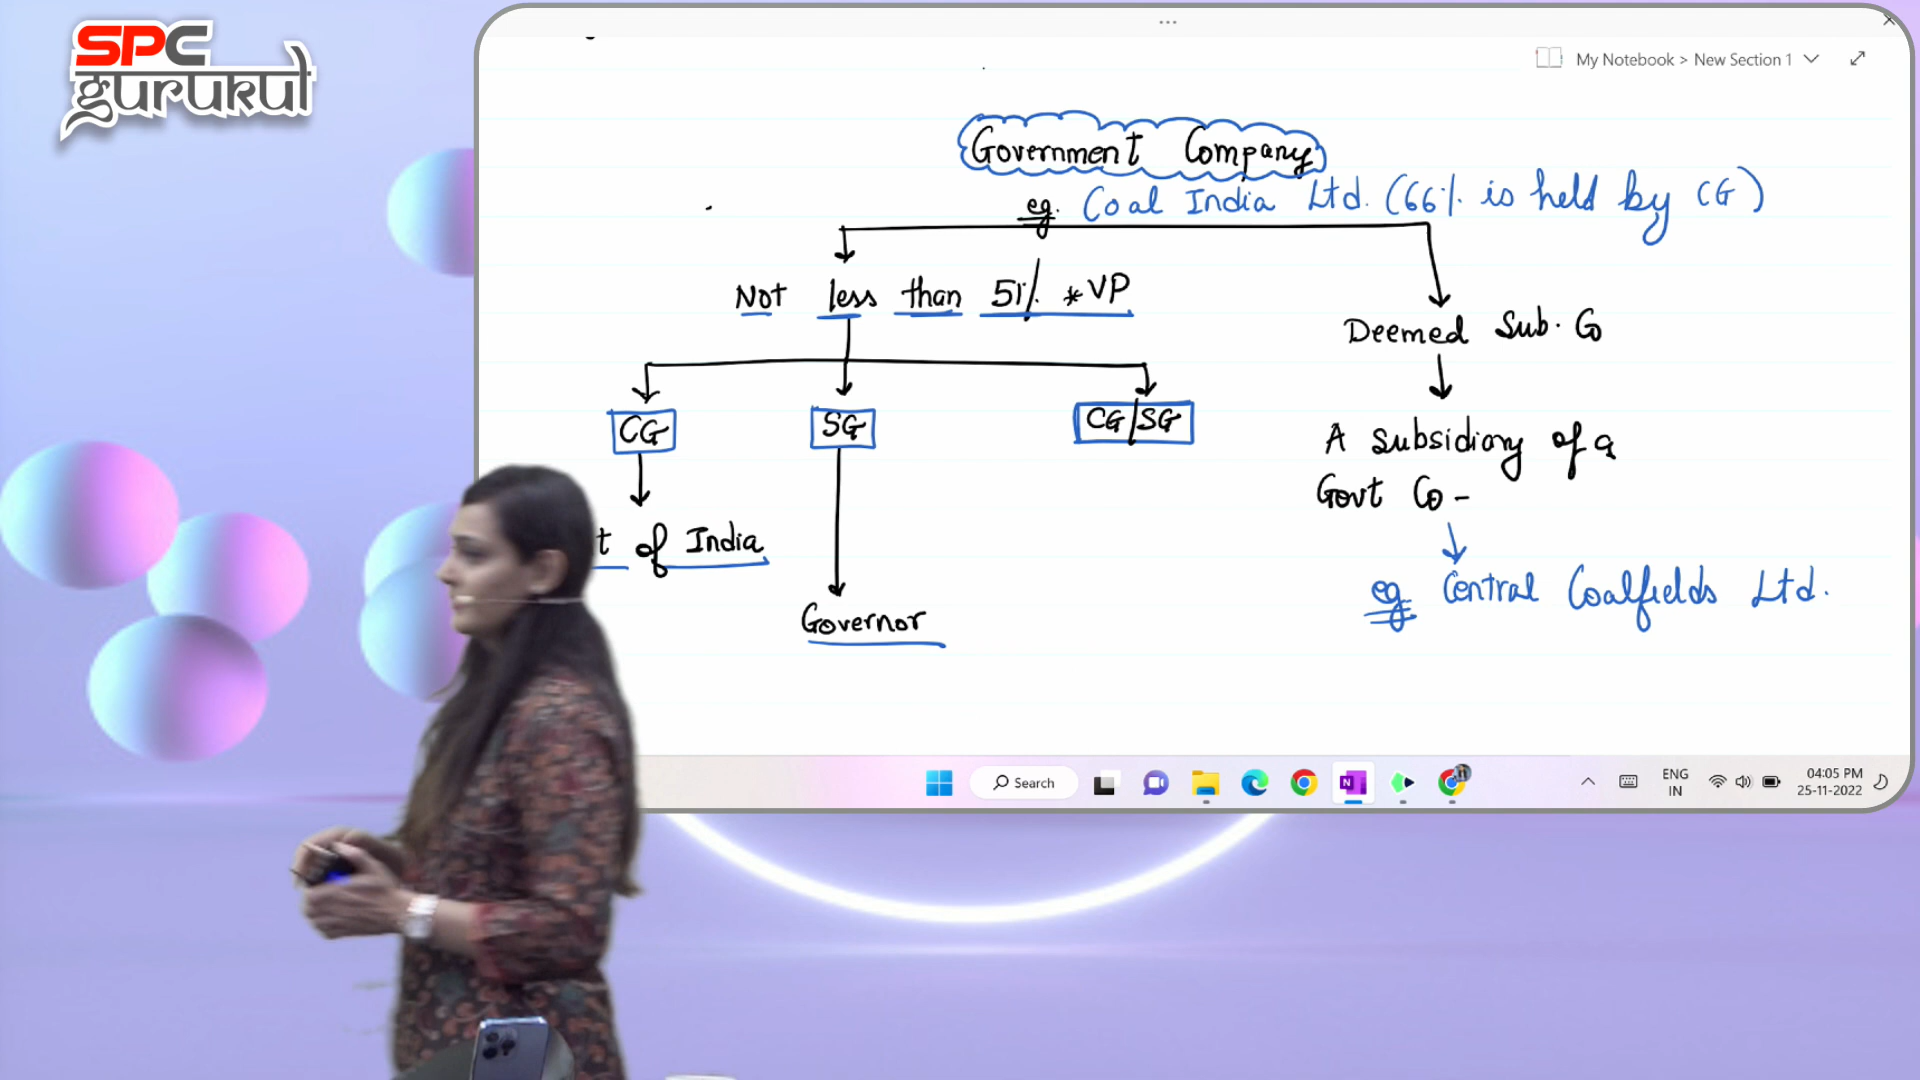 SPC
gurukul
My Notebook > New Section 1
Government Company
eg. Coal India Ltd. (66% is held by CG)
Not less than 51% *VP
Deemed Sub. Co
CG
SG
CG/SG
A subsidiary of a
Govt Co -
of India
eg Central Coalfields Ltd.
Governor
Search
ENG
IN
04:05 PM
25-11-2022